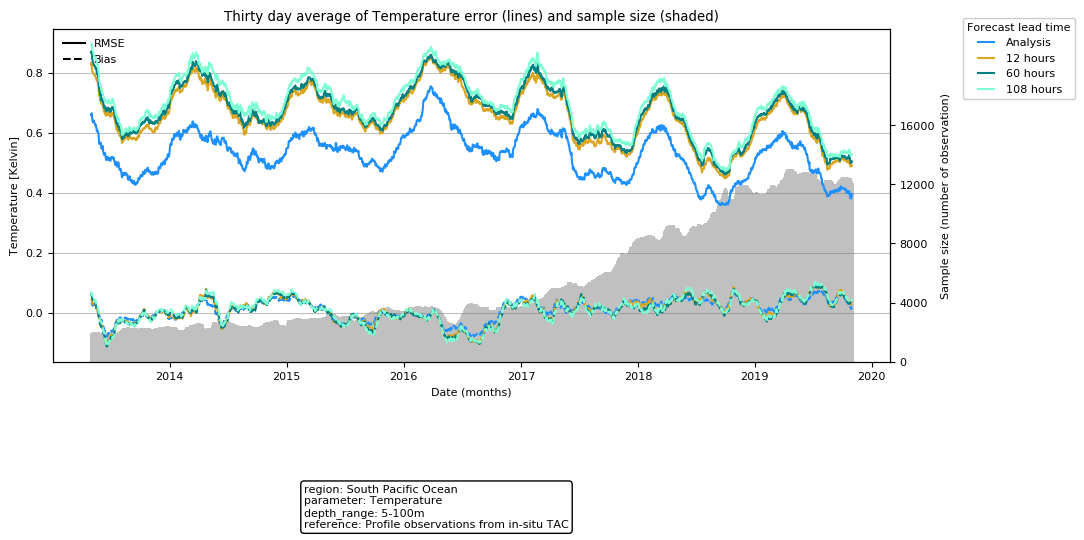 Thirty day average of Temperature error (lines) and sample size (shaded)
RMSE
Bias
Forecast lead time
Analysis
12 hours
60 hours
108 hours
Temperature [Kelvin]
0.8
0.6
0.4
0.2
0.0
Sample size (number of observation)
16000
12000
8000
4000
0
2014
2015
2016
2017
2018
2019
2020
Date (months)
region: South Pacific Ocean
parameter: Temperature
depth_range: 5-100m
reference: Profile observations from in-situ TAC